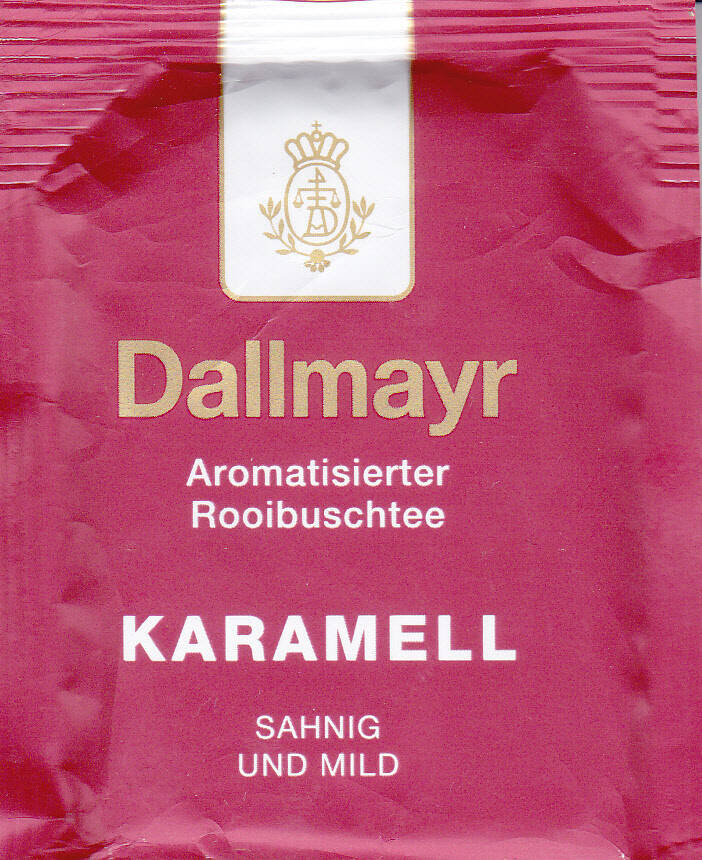 Dallmayr
Aromatisierter
Rooibuschtee
KARAMELL
SAHNIG
UND MILD